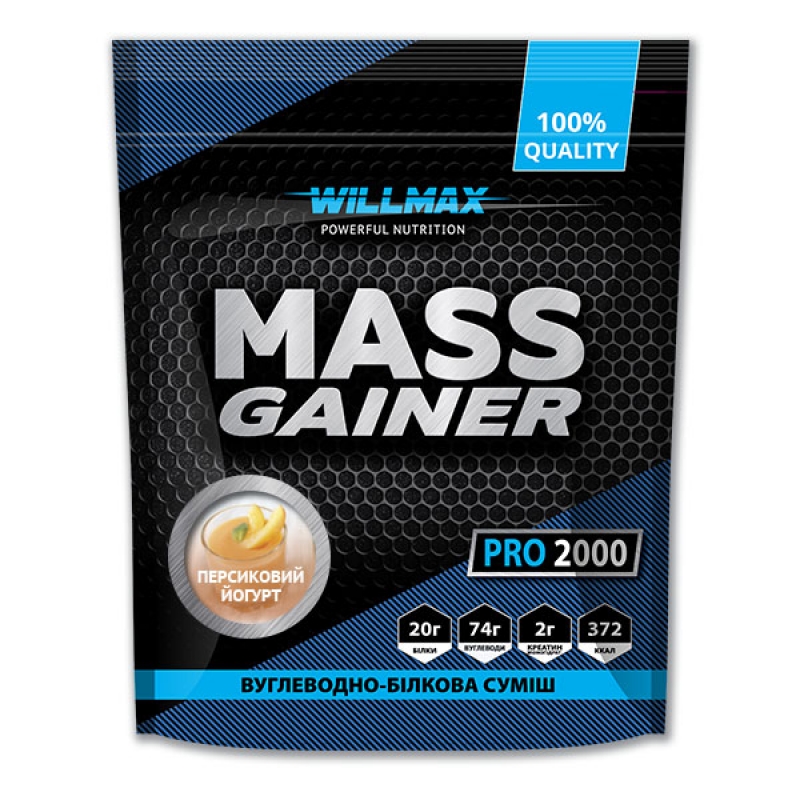 100%
QUALITY
WILLMAX
POWERFUL NUTRITION
MASS
GAINER
ПЕРСИКОВИЙ
ЙОГУРТ
PRO 2000
20г
БІЛКИ
74г
ВУГЛЕВОДИ
2г
КРЕАТИН
МОНОГІДРАТ
372
ККАЛ
ВУГЛЕВОДНО-БІЛКОВА СУМІШ